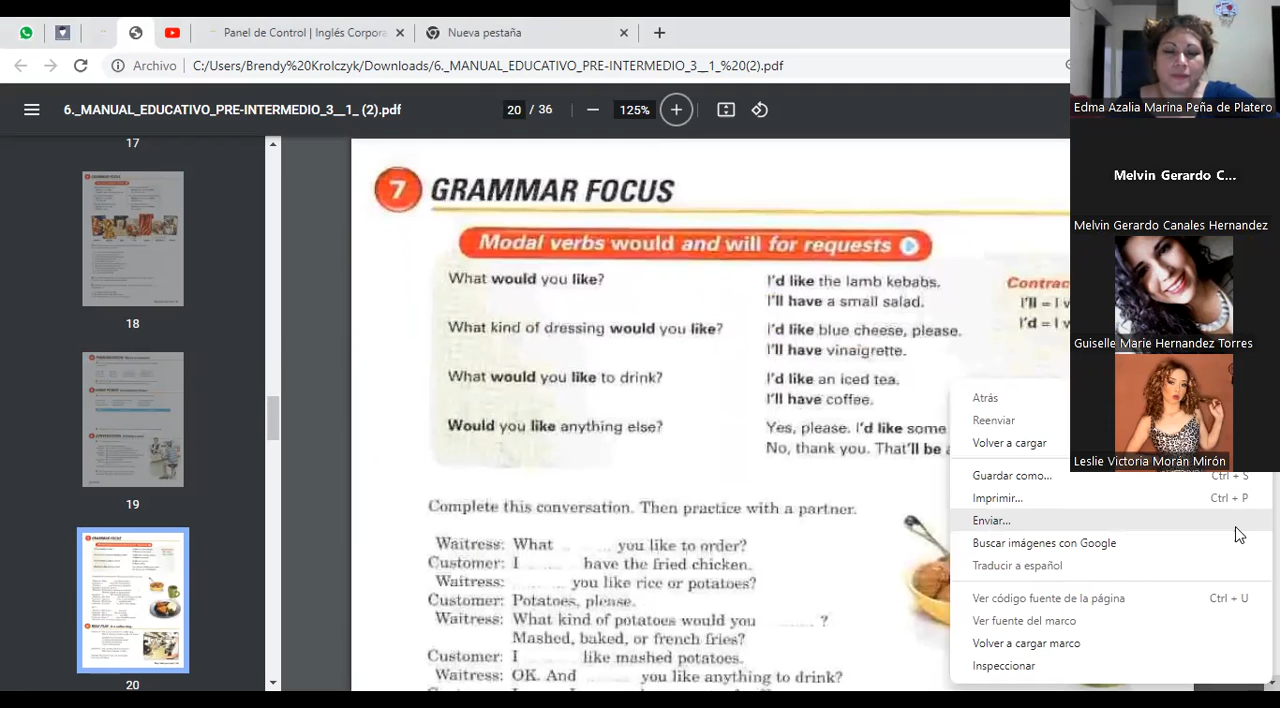 Panel de Control | Inglés Corpora
Nueva pestaña
Archivo
C:/Users/Brendy%20Krolczyk/Downloads/6._MANUAL_EDUCATIVO_PRE-INTERMEDIO_3__1_%20(2).pdf
6._MANUAL_EDUCATIVO_PRE-INTERMEDIO_3__1_ (2).pdf
20 / 36
125%
17
18
19
20
7 GRAMMAR FOCUS
Modal verbs would and will for requests
What would you like? I'd like the lamb kebabs.
I'll have a small salad.
What kind of dressing would you like? I'd like blue cheese, please.
I'll have vinaigrette.
What would you like to drink? I'd like an iced tea.
I'll have coffee.
Would you like anything else? Yes, please. I'd like some
No, thank you. That'll be a
Contrac
I'll = I
I'd = I
Complete this conversation. Then practice with a partner.
Waitress: What ____ you like to order?
Customer: I ____ have the fried chicken.
Waitress: ____ you like rice or potatoes?
Customer: Potatoes, please.
Waitress: What kind of potatoes would you ____ ?
Mashed, baked, or french fries?
Customer: I ____ like mashed potatoes.
Waitress: OK. And ____ you like anything to drink?
Atrás
Reenviar
Volver a cargar
Guardar como... Ctrl + S
Imprimir... Ctrl + P
Enviar...
Buscar imágenes con Google
Traducir a español
Ver código fuente de la página Ctrl + U
Ver fuente del marco
Volver a cargar marco
Inspeccionar
Edma Azalia Marina Peña de Platero
Melvin Gerardo C...
Melvin Gerardo Canales Hernandez
Guiselle Marie Hernandez Torres
Leslie Victoria Morán Mirón